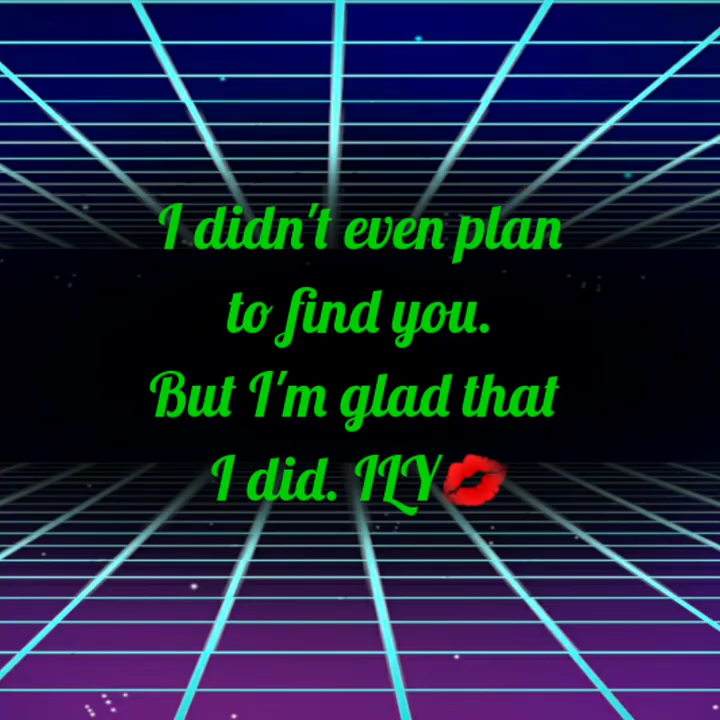 I didn't even plan
to find you.
But I'm glad that
I did. ILY💋